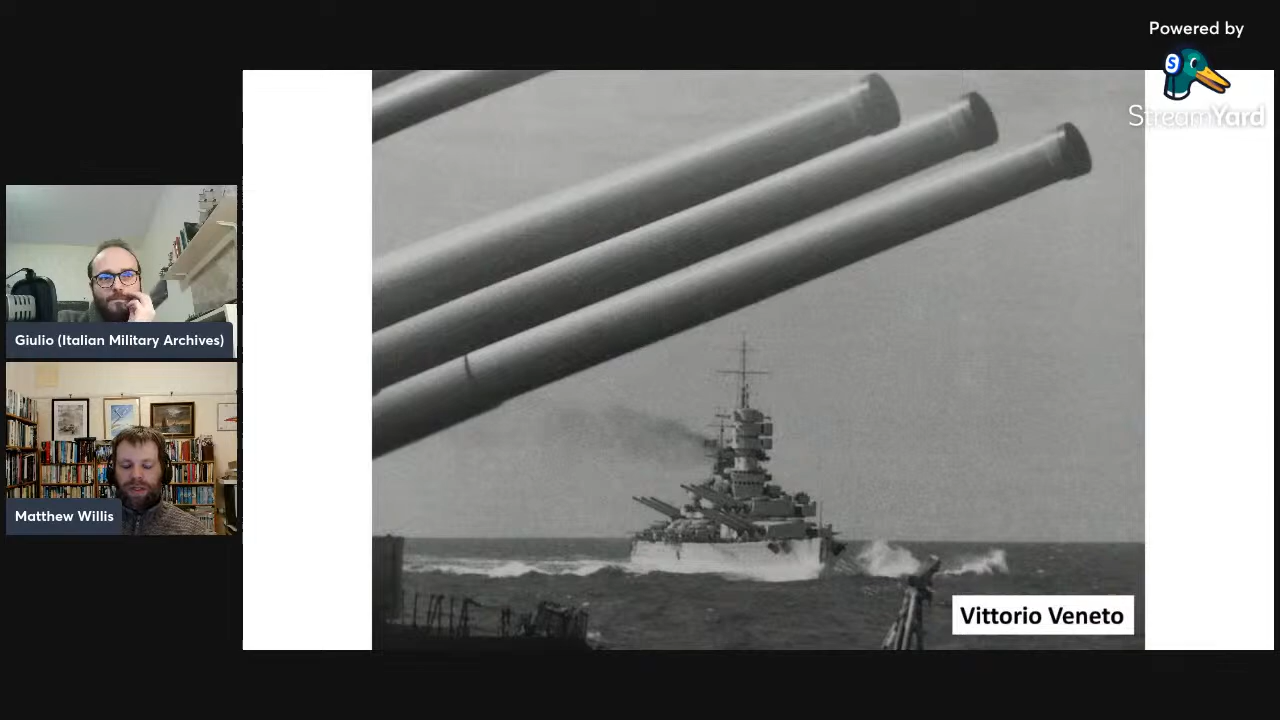 Powered by
StreamYard
Giulio (Italian Military Archives)
Matthew Willis
Vittorio Veneto